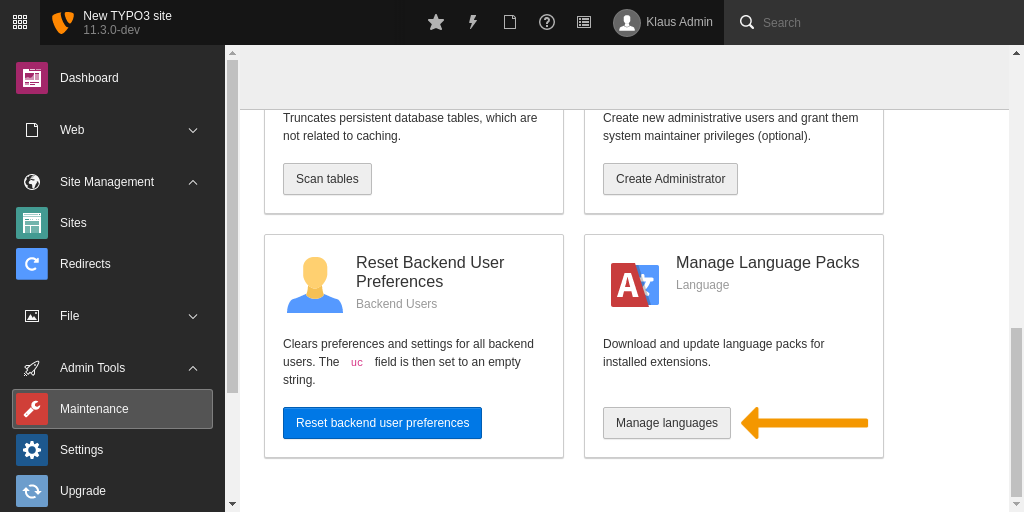 New TYPO3 site
11.3.0-dev
Klaus Admin
Search
Dashboard
Web
Site Management
Sites
Redirects
File
Admin Tools
Maintenance
Settings
Upgrade
Truncates persistent database tables, which are
not related to caching.
Scan tables
Create new administrative users and grant them
system maintainer privileges (optional).
Create Administrator
Reset Backend User
Preferences
Backend Users
Clears preferences and settings for all backend
users. The uc field is then set to an empty
string.
Reset backend user preferences
A文
Manage Language Packs
Language
Download and update language packs for
installed extensions.
Manage languages